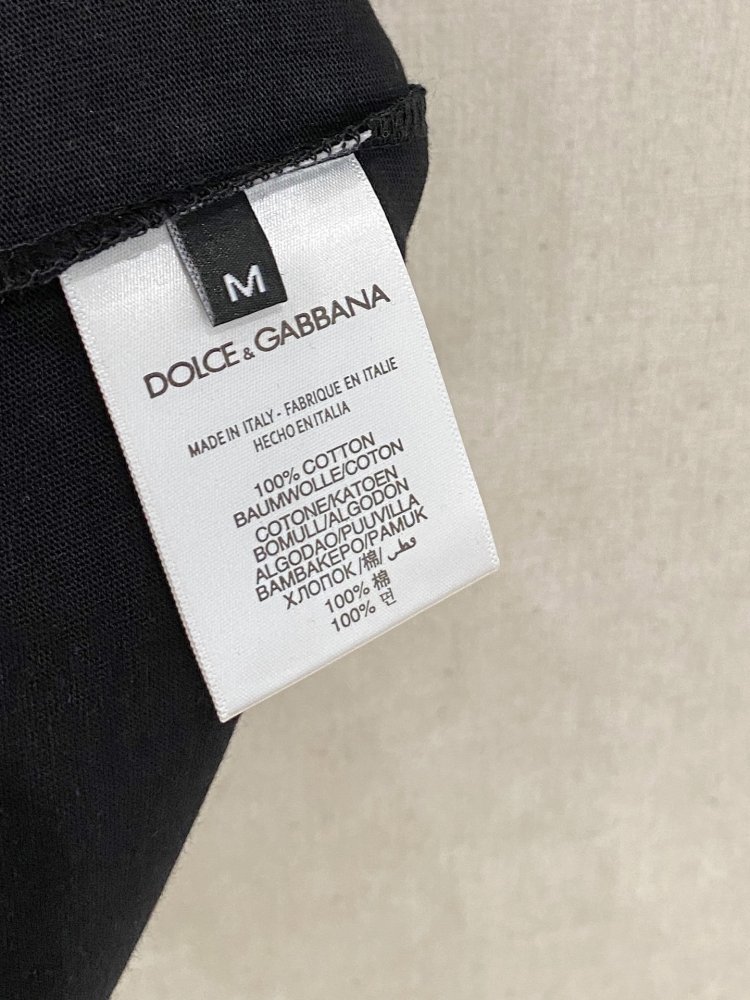 M
DOLCE & GABBANA
MADE IN ITALY - FABRIQUE EN ITALIE
HECHO EN ITALIA
100% COTTON
BAUMWOLLE/COTON
COTONE/KATOEN
BOMULL/ALGODON
ALGODAO/PUUVILLA
BAMBAKEPO/PAMUK
ХЛОПОК/棉/قطن
100% 棉
100% 면